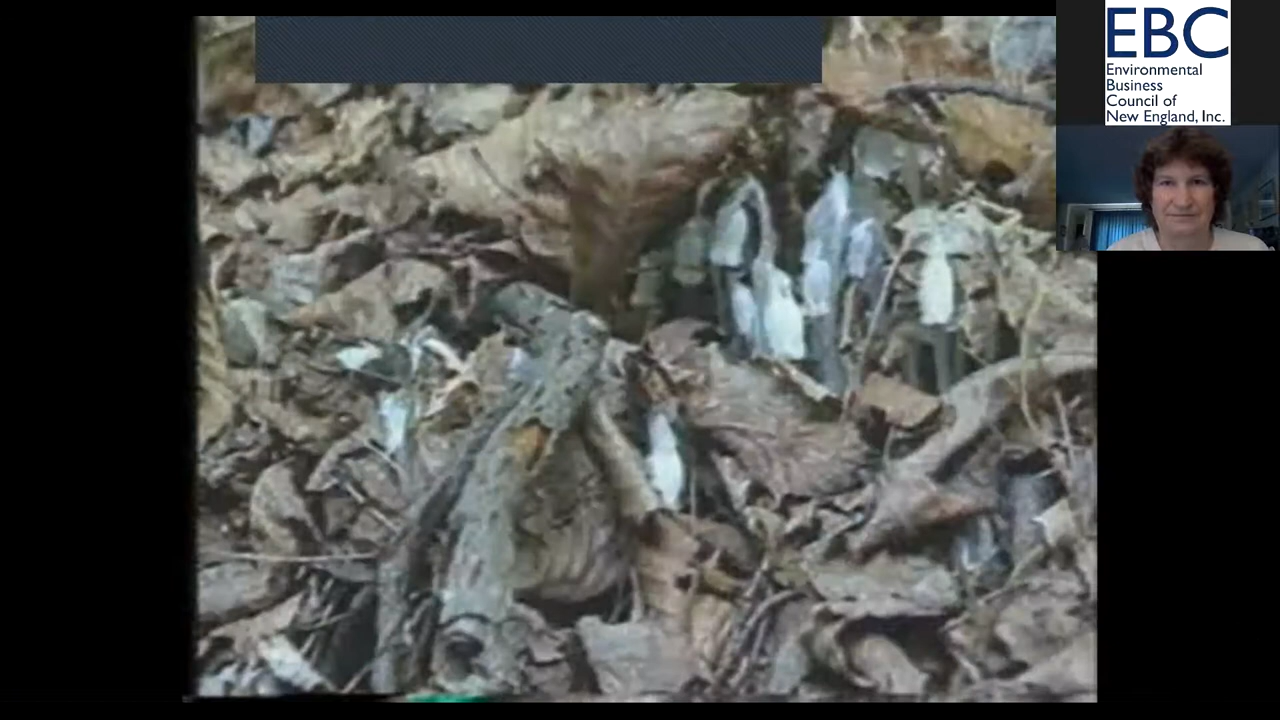 EBC
Environmental
Business
Council of
New England, Inc.